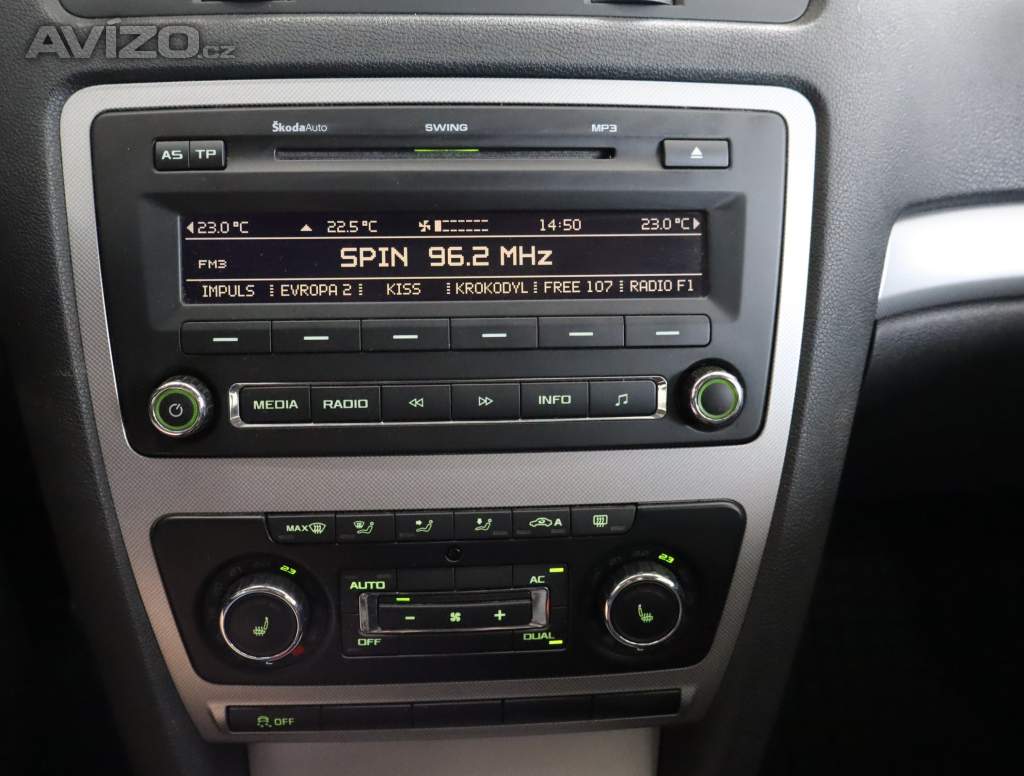 AVÍZO.cz
ŠkodaAuto SWING MP3
AS TP
23.0 °C 22.5 °C 14:50 23.0 °C
FM3 SPIN 96.2 MHz
IMPULS EVROPA 2 KISS KROKODYL FREE 107 RADIO F1
MEDIA RADIO INFO
MAX A
23 23
AUTO AC
OFF DUAL
OFF